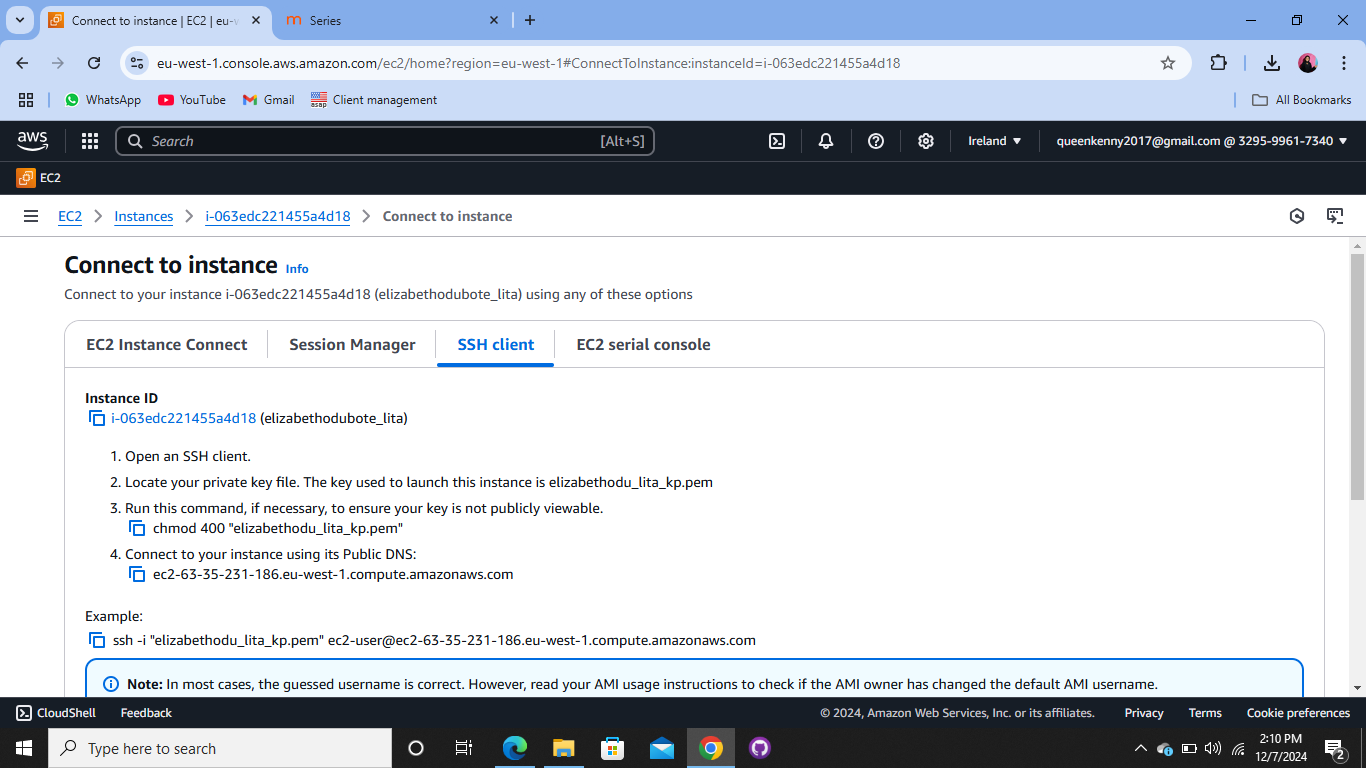 Connect to instance | EC2 | eu-w
Series
eu-west-1.console.aws.amazon.com/ec2/home?region=eu-west-1#ConnectToInstance:instanceId=i-063edc221455a4d18
WhatsApp
YouTube
Gmail
asap
Client management
All Bookmarks
aws
Search
[Alt+S]
Ireland
queenkenny2017@gmail.com @ 3295-9961-7340
EC2
EC2
Instances
i-063edc221455a4d18
Connect to instance
Connect to instance Info
Connect to your instance i-063edc221455a4d18 (elizabethodubote_lita) using any of these options
EC2 Instance Connect
Session Manager
SSH client
EC2 serial console
Instance ID
i-063edc221455a4d18 (elizabethodubote_lita)
1. Open an SSH client.
2. Locate your private key file. The key used to launch this instance is elizabethodu_lita_kp.pem
3. Run this command, if necessary, to ensure your key is not publicly viewable.
chmod 400 "elizabethodu_lita_kp.pem"
4. Connect to your instance using its Public DNS:
ec2-63-35-231-186.eu-west-1.compute.amazonaws.com
Example:
ssh -i "elizabethodu_lita_kp.pem" ec2-user@ec2-63-35-231-186.eu-west-1.compute.amazonaws.com
Note: In most cases, the guessed username is correct. However, read your AMI usage instructions to check if the AMI owner has changed the default AMI username.
CloudShell
Feedback
© 2024, Amazon Web Services, Inc. or its affiliates.
Privacy
Terms
Cookie preferences
Type here to search
2:10 PM
12/7/2024
2